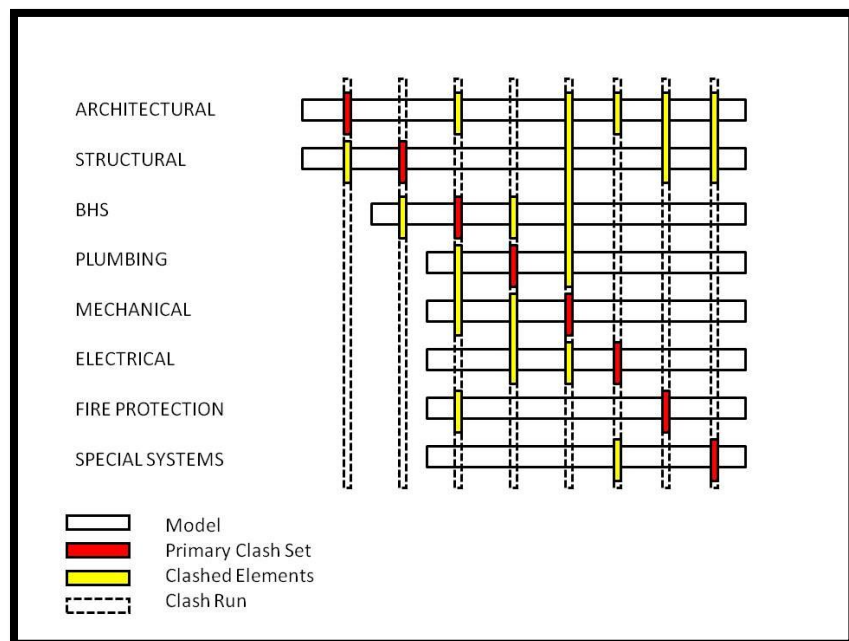 ARCHITECTURAL
STRUCTURAL
BHS
PLUMBING
MECHANICAL
ELECTRICAL
FIRE PROTECTION
SPECIAL SYSTEMS
Model
Primary Clash Set
Clashed Elements
Clash Run